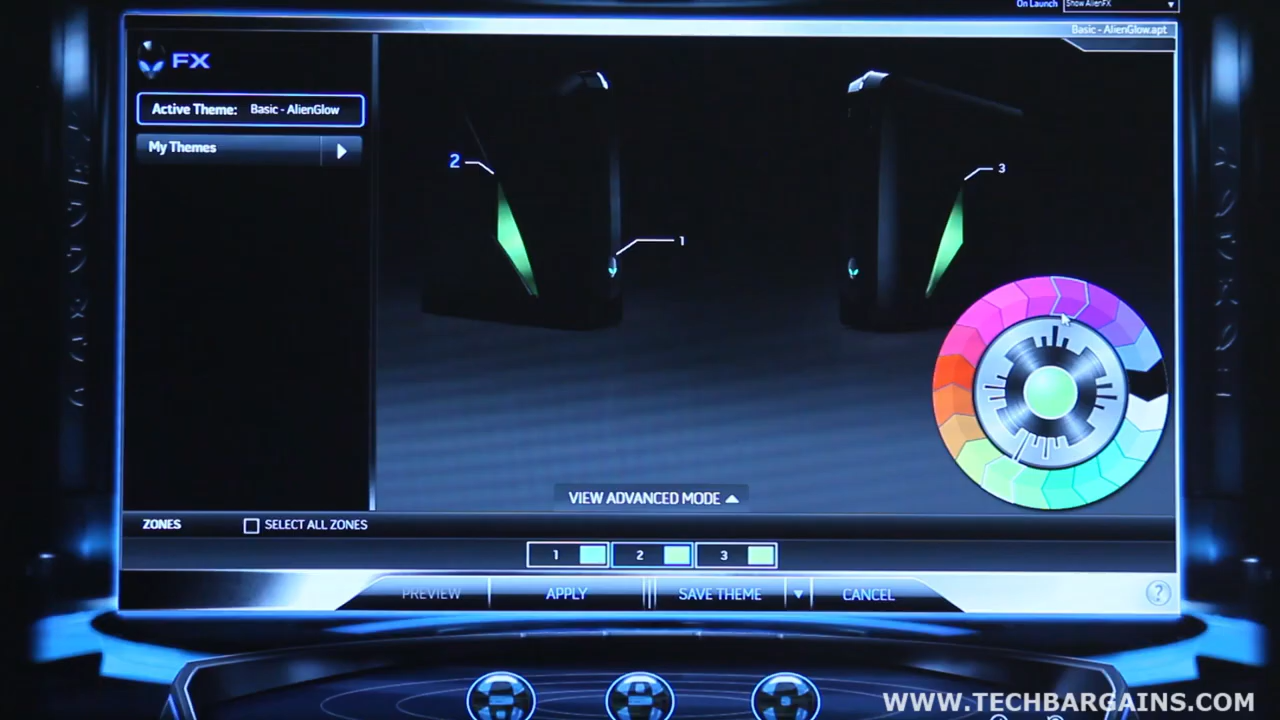 On Launch Show AlienFX
Basic - AlienGlow.apt
FX
Active Theme: Basic - AlienGlow
My Themes
2
3
1
VIEW ADVANCED MODE
ZONES SELECT ALL ZONES
1 2 3
PREVIEW APPLY SAVE THEME CANCEL ?
WWW.TECHBARGAINS.COM